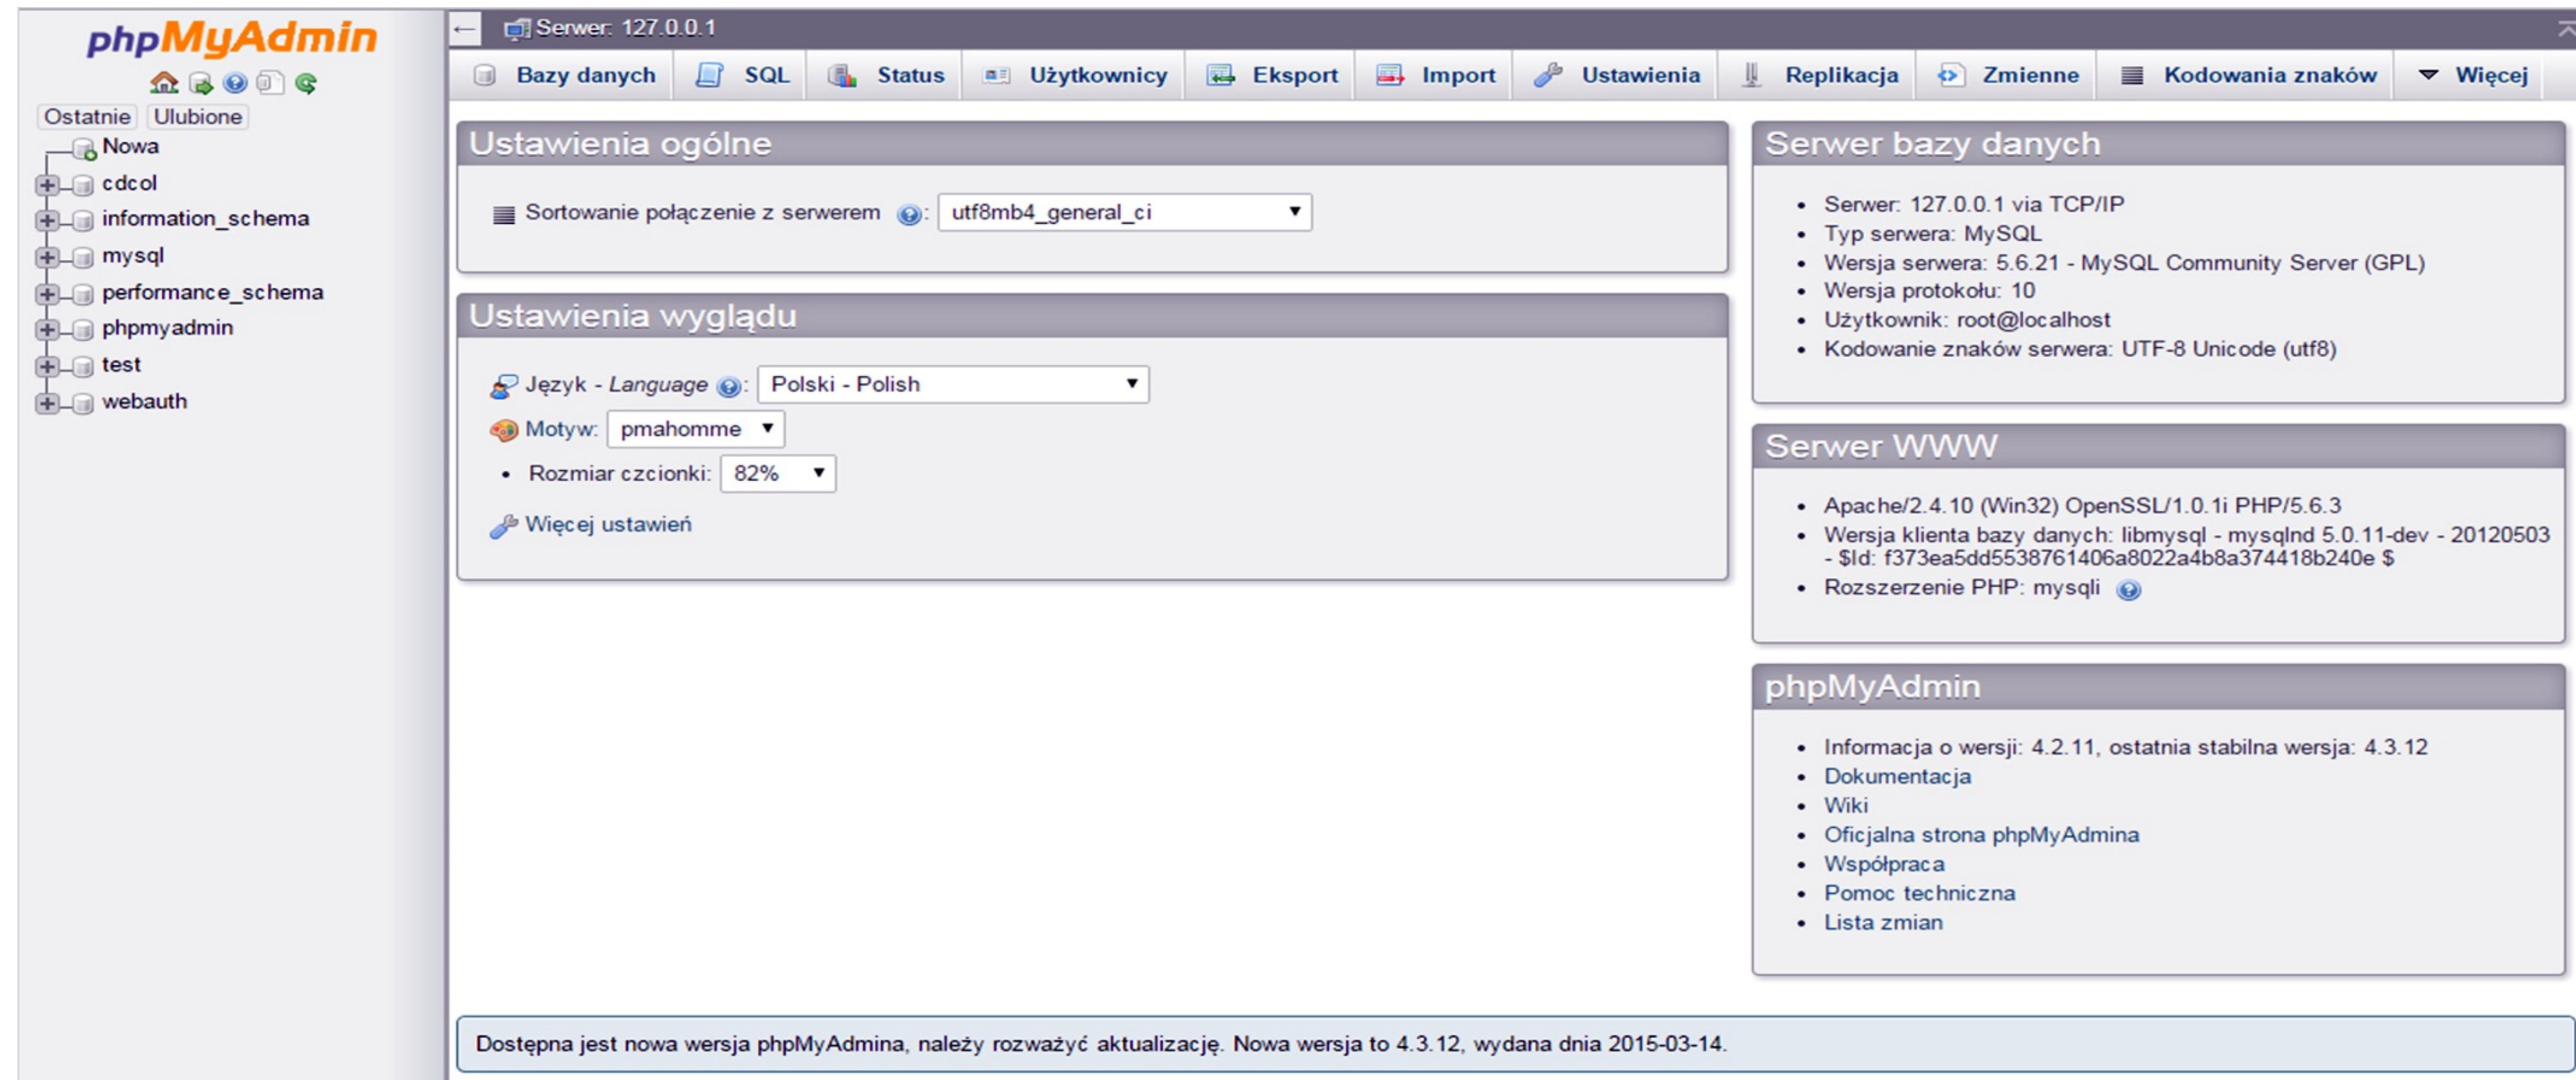 phpMyAdmin
Ostatnie Ulubione
Nowa
cdcol
information_schema
mysql
performance_schema
phpmyadmin
test
webauth
Serwer: 127.0.0.1
Bazy danych SQL Status Użytkownicy Eksport Import Ustawienia Replikacja Zmienne Kodowania znaków Więcej
Ustawienia ogólne
Sortowanie połączenie z serwerem : utf8mb4_general_ci
Ustawienia wyglądu
Język - Language : Polski - Polish
Motyw: pmahomme
• Rozmiar czcionki: 82%
Więcej ustawień
Serwer bazy danych
• Serwer: 127.0.0.1 via TCP/IP
• Typ serwera: MySQL
• Wersja serwera: 5.6.21 - MySQL Community Server (GPL)
• Wersja protokołu: 10
• Użytkownik: root@localhost
• Kodowanie znaków serwera: UTF-8 Unicode (utf8)
Serwer WWW
• Apache/2.4.10 (Win32) OpenSSL/1.0.1i PHP/5.6.3
• Wersja klienta bazy danych: libmysql - mysqlnd 5.0.11-dev - 20120503
- $Id: f373ea5dd5538761406a8022a4b8a374418b240e $
• Rozszerzenie PHP: mysqli
phpMyAdmin
• Informacja o wersji: 4.2.11, ostatnia stabilna wersja: 4.3.12
• Dokumentacja
• Wiki
• Oficjalna strona phpMyAdmina
• Współpraca
• Pomoc techniczna
• Lista zmian
Dostępna jest nowa wersja phpMyAdmina, należy rozważyć aktualizację. Nowa wersja to 4.3.12, wydana dnia 2015-03-14.